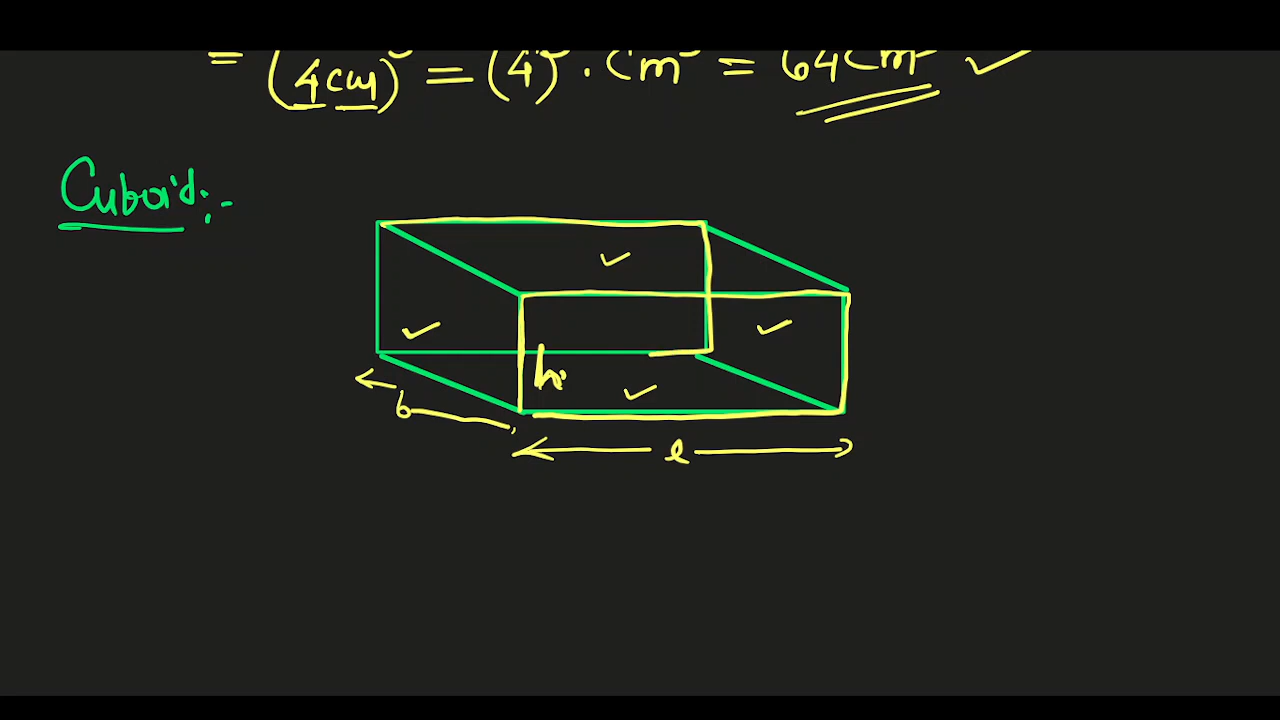 = (4cm)³ = (4)³ · cm³ = 64cm³ ✓
Cuboid:-
h
b
l